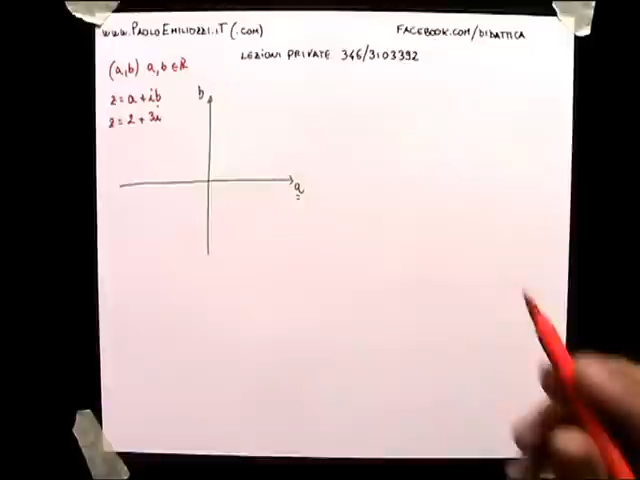 www.PaoloEmiliozzi.iT (.com)
Facebook.com/didattica
Lezioni private 346/3103392
(a,b) a,b ∈ R
z = a + ib
z = 2 + 3i
b
a